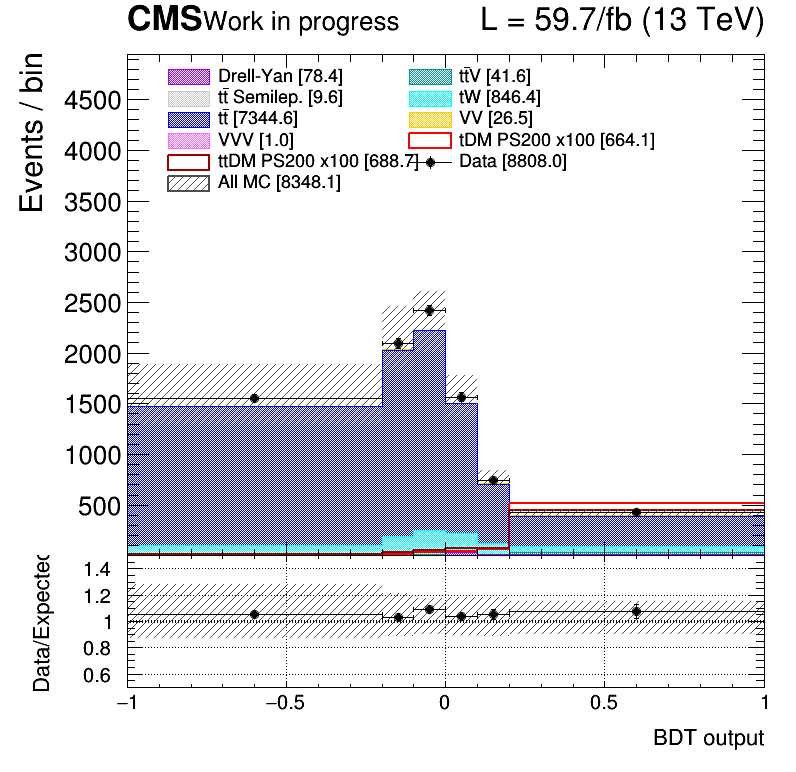 CMS Work in progress L = 59.7/fb (13 TeV)
Events / bin
Drell-Yan [78.4] tt̄V [41.6]
tt̄ Semilep. [9.6] tW [846.4]
tt̄ [7344.6] VV [26.5]
VVV [1.0] tDM PS200 x100 [664.1]
ttDM PS200 x100 [688.7] Data [8808.0]
All MC [8348.1]
4500
4000
3500
3000
2500
2000
1500
1000
500
Data/Expected
1.4
1.2
1
0.8
0.6
−1 −0.5 0 0.5 1
BDT output